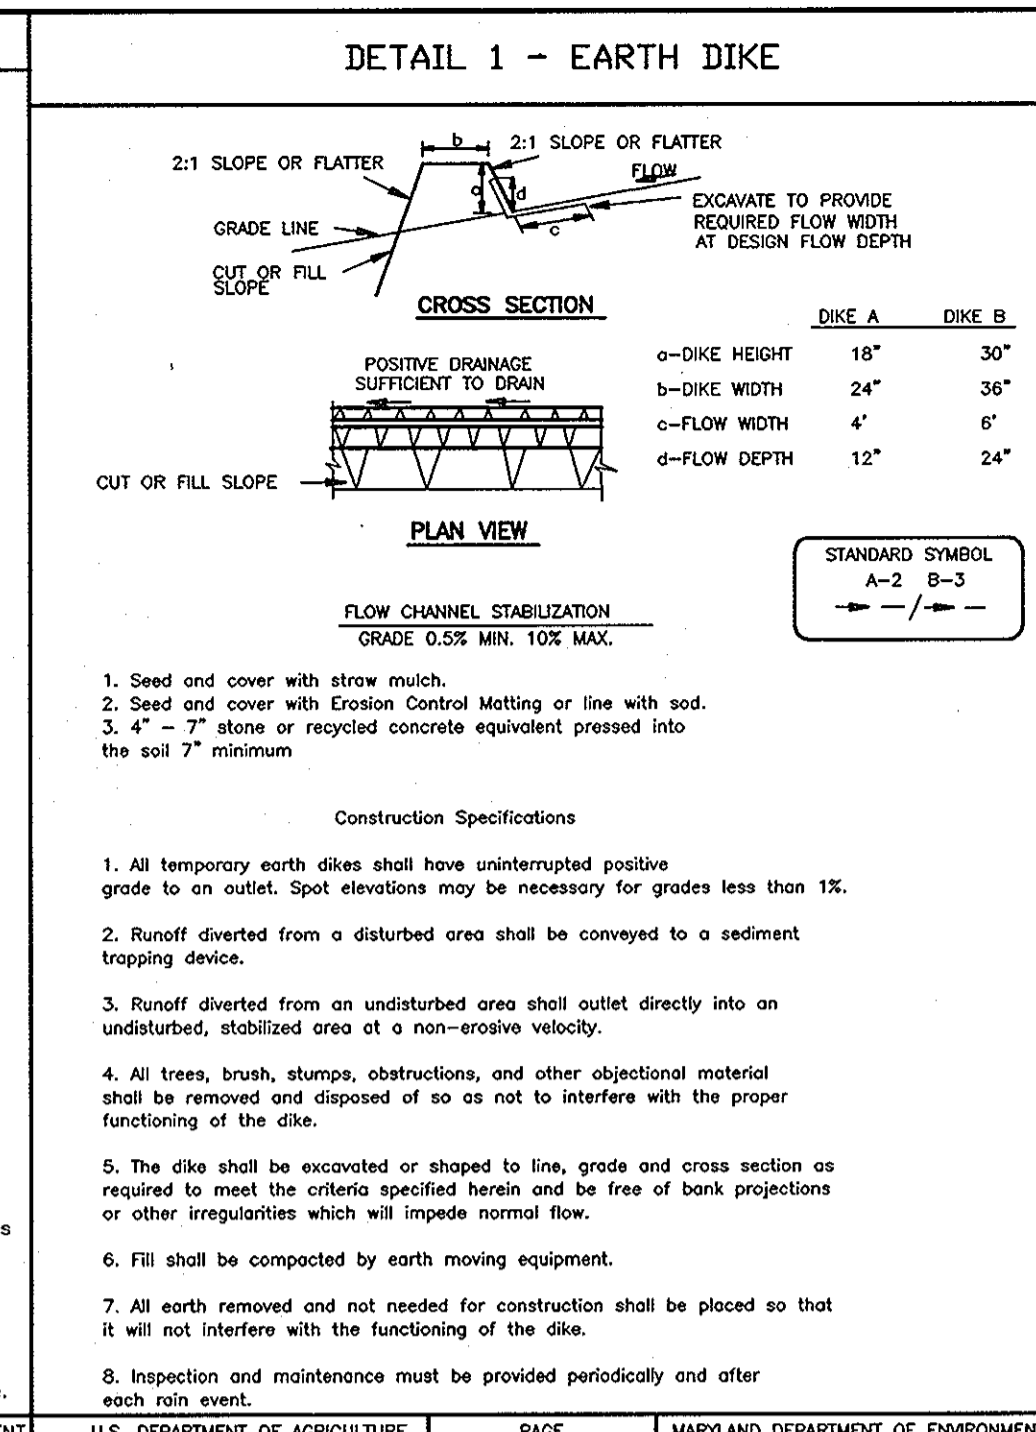 DETAIL 1 - EARTH DIKE
b
2:1 SLOPE OR FLATTER
2:1 SLOPE OR FLATTER
FLOW
a
d
EXCAVATE TO PROVIDE
REQUIRED FLOW WIDTH
AT DESIGN FLOW DEPTH
GRADE LINE
c
CUT OR FILL
SLOPE
CROSS SECTION
DIKE A DIKE B
a-DIKE HEIGHT 18" 30"
b-DIKE WIDTH 24" 36"
c-FLOW WIDTH 4' 6'
d-FLOW DEPTH 12" 24"
POSITIVE DRAINAGE
SUFFICIENT TO DRAIN
CUT OR FILL SLOPE
PLAN VIEW
STANDARD SYMBOL
A-2 B-3
FLOW CHANNEL STABILIZATION
GRADE 0.5% MIN. 10% MAX.
1. Seed and cover with straw mulch.
2. Seed and cover with Erosion Control Matting or line with sod.
3. 4" - 7" stone or recycled concrete equivalent pressed into
the soil 7" minimum
Construction Specifications
1. All temporary earth dikes shall have uninterrupted positive
grade to an outlet. Spot elevations may be necessary for grades less than 1%.
2. Runoff diverted from a disturbed area shall be conveyed to a sediment
trapping device.
3. Runoff diverted from an undisturbed area shall outlet directly into an
undisturbed, stabilized area at a non-erosive velocity.
4. All trees, brush, stumps, obstructions, and other objectional material
shall be removed and disposed of so as not to interfere with the proper
functioning of the dike.
5. The dike shall be excavated or shaped to line, grade and cross section as
required to meet the criteria specified herein and be free of bank projections
or other irregularities which will impede normal flow.
6. Fill shall be compacted by earth moving equipment.
7. All earth removed and not needed for construction shall be placed so that
it will not interfere with the functioning of the dike.
8. Inspection and maintenance must be provided periodically and after
each rain event.
U.S. DEPARTMENT OF AGRICULTURE PAGE MARYLAND DEPARTMENT OF ENVIRONMEN